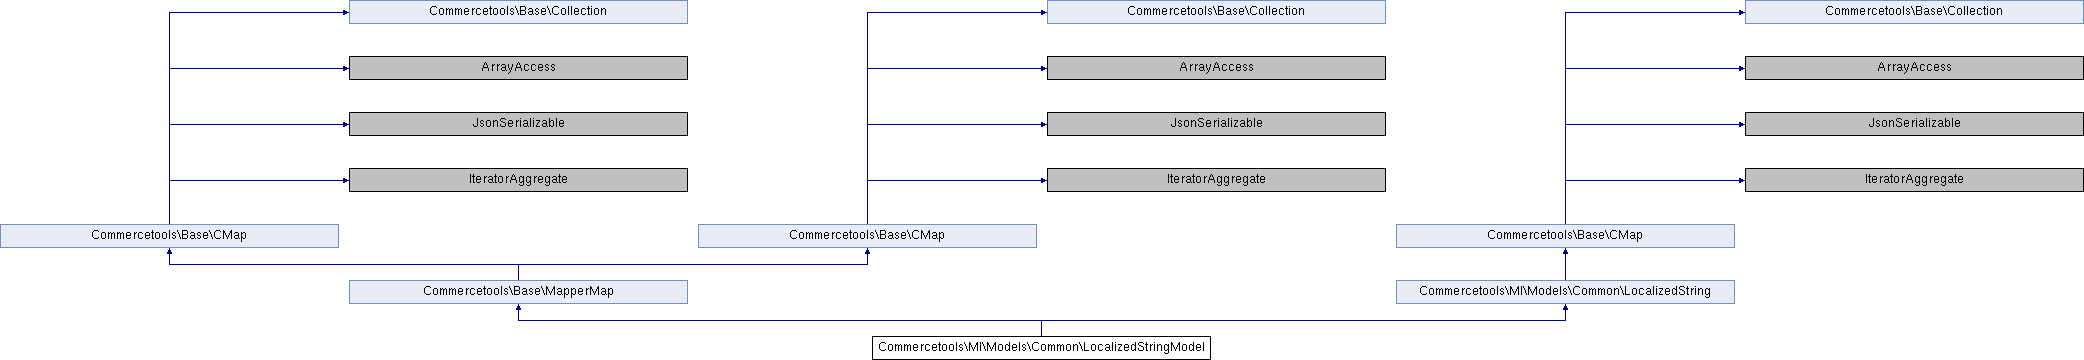 Commercetools\Base\Collection
Commercetools\Base\Collection
Commercetools\Base\Collection
ArrayAccess
ArrayAccess
ArrayAccess
JsonSerializable
JsonSerializable
JsonSerializable
IteratorAggregate
IteratorAggregate
IteratorAggregate
Commercetools\Base\CMap
Commercetools\Base\CMap
Commercetools\Base\CMap
Commercetools\Base\MapperMap
Commercetools\Ml\Models\Common\LocalizedString
Commercetools\Ml\Models\Common\LocalizedStringModel